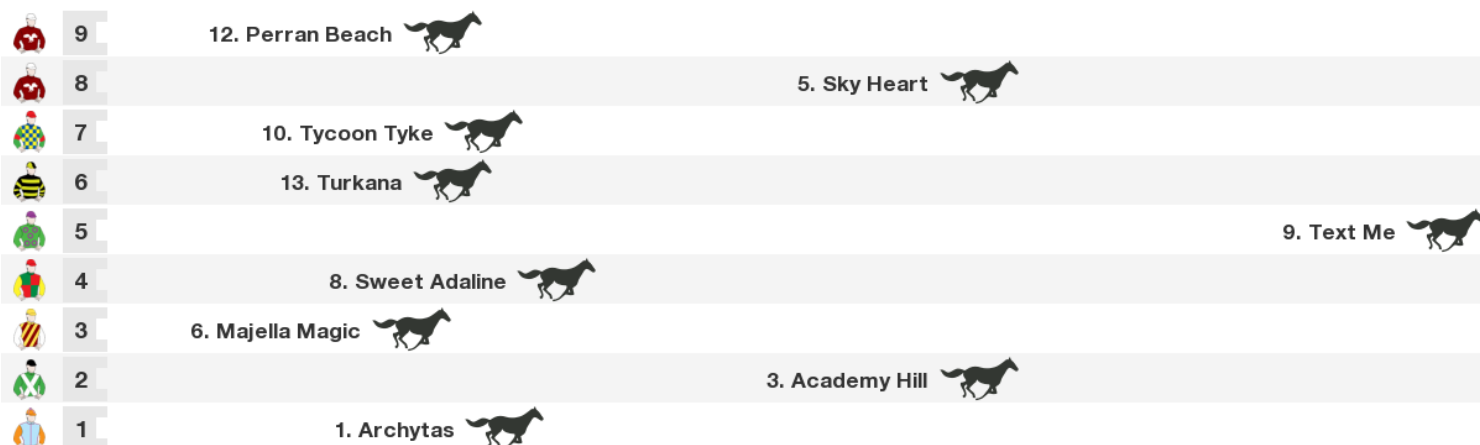 9 12. Perran Beach
8 5. Sky Heart
7 10. Tycoon Tyke
6 13. Turkana
5 9. Text Me
4 8. Sweet Adaline
3 6. Majella Magic
2 3. Academy Hill
1 1. Archytas